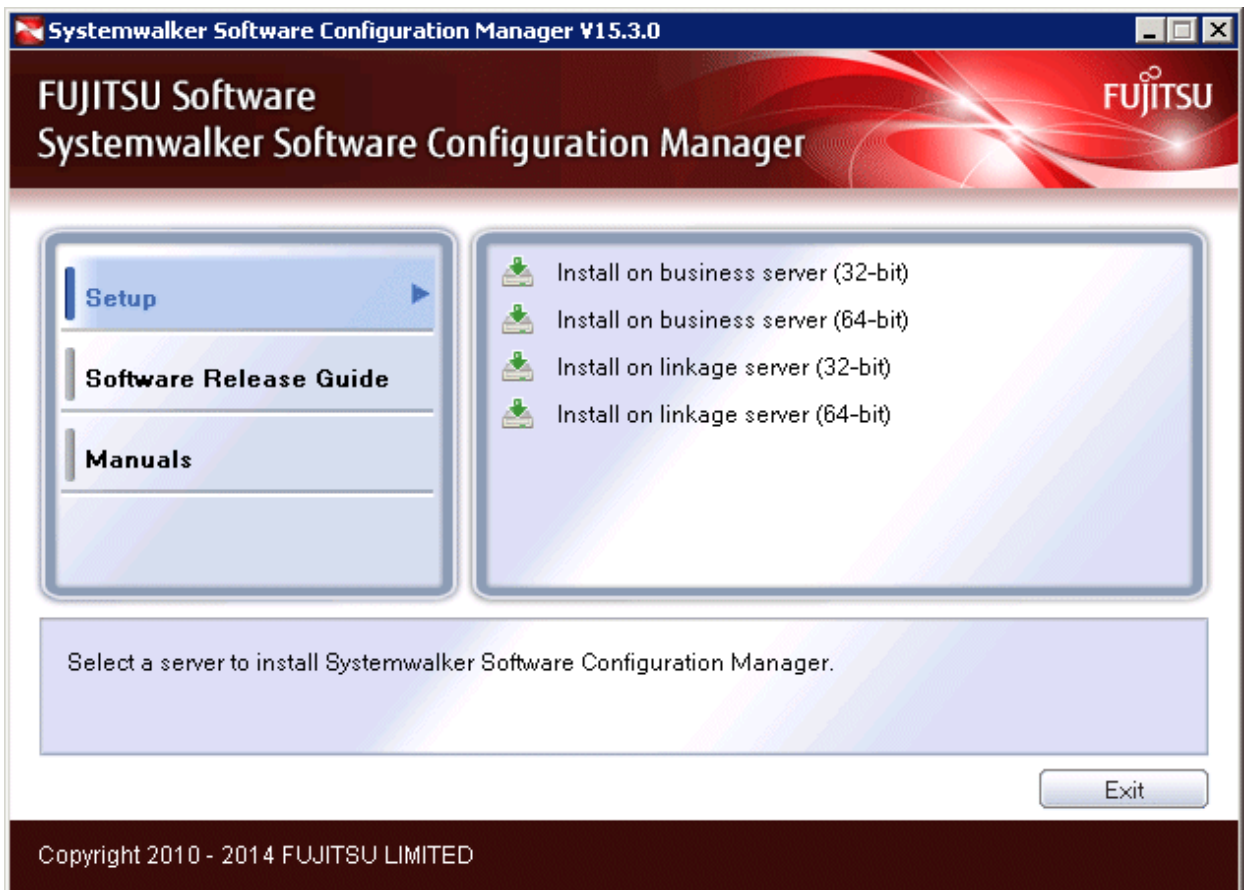 Systemwalker Software Configuration Manager V15.3.0
FUJITSU Software
Systemwalker Software Configuration Manager
FUJITSU
Setup
Software Release Guide
Manuals
Install on business server (32-bit)
Install on business server (64-bit)
Install on linkage server (32-bit)
Install on linkage server (64-bit)
Select a server to install Systemwalker Software Configuration Manager.
Exit
Copyright 2010 - 2014 FUJITSU LIMITED